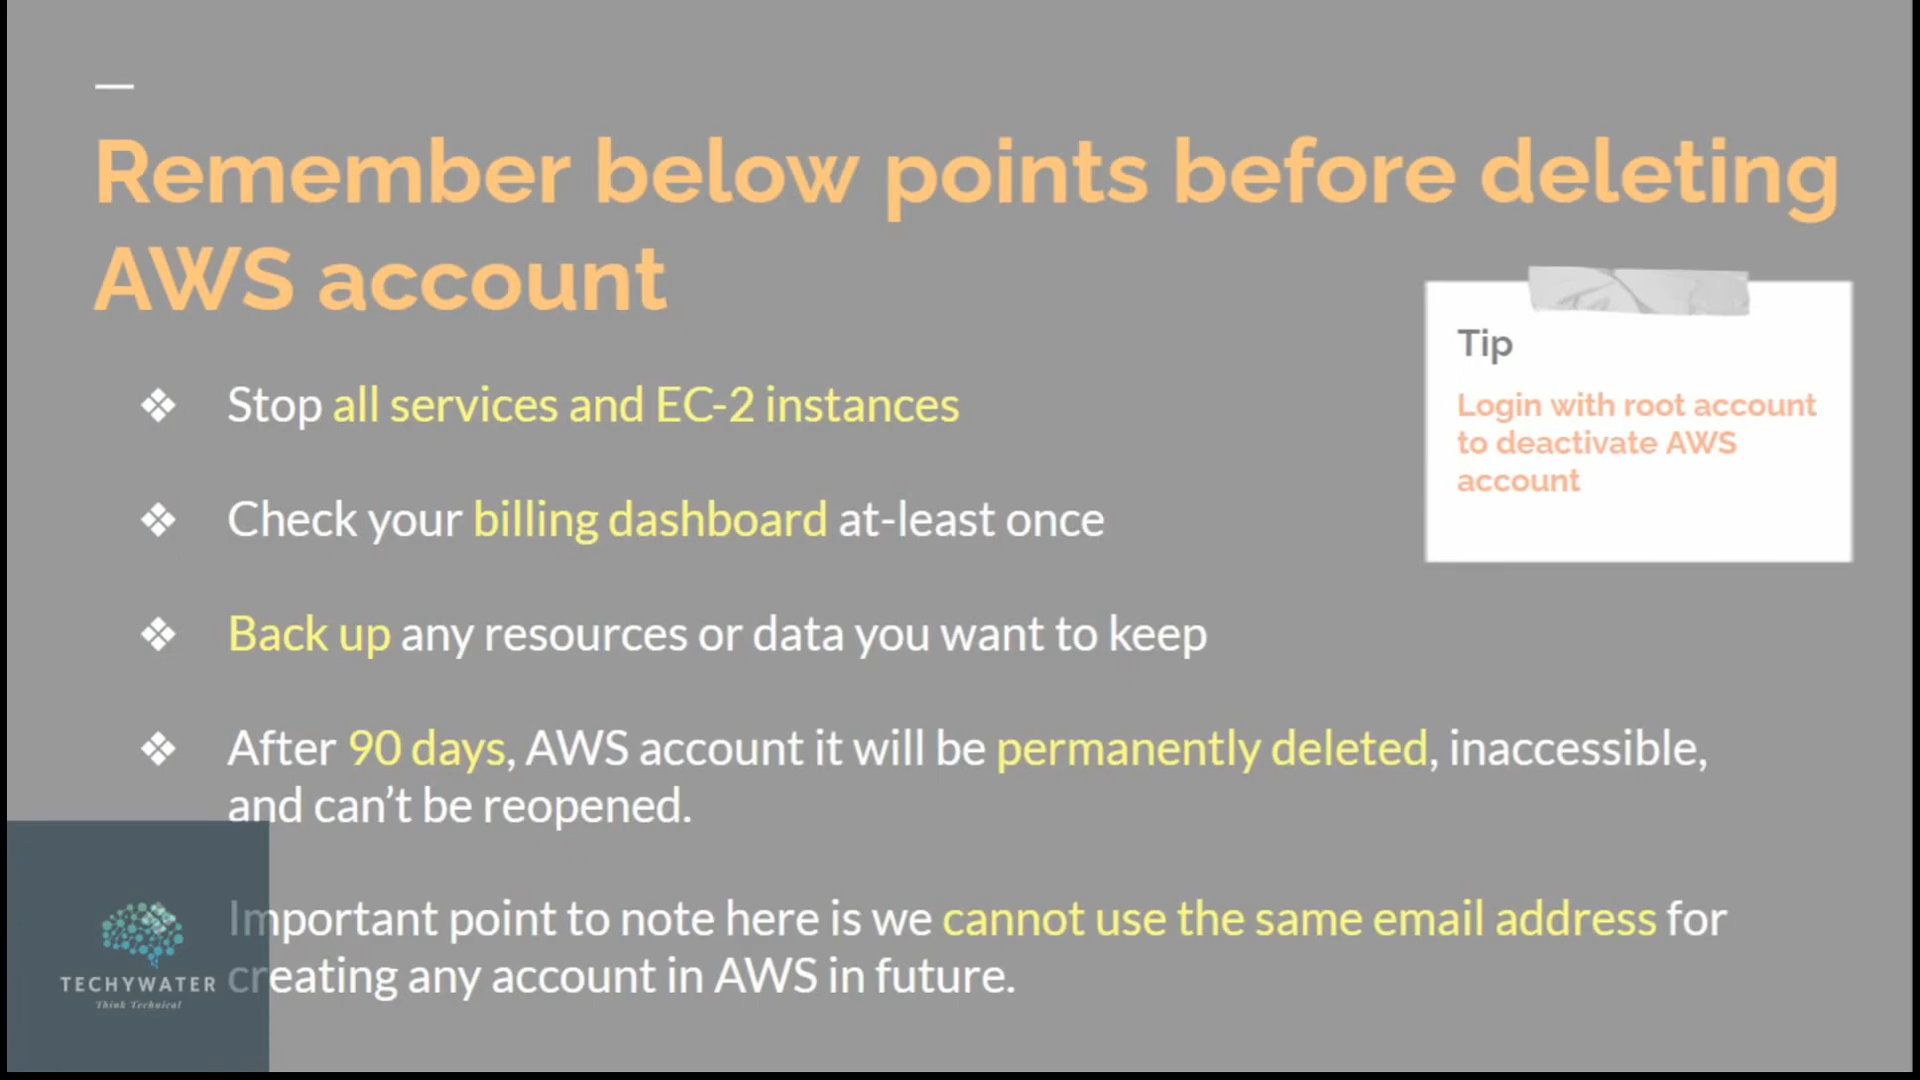 Remember below points before deleting
AWS account
Tip
Login with root account
to deactivate AWS
account
❖ Stop all services and EC-2 instances
❖ Check your billing dashboard at-least once
❖ Back up any resources or data you want to keep
❖ After 90 days, AWS account it will be permanently deleted, inaccessible,
and can't be reopened.
❖ Important point to note here is we cannot use the same email address for
creating any account in AWS in future.
TECHYWATER
Think Technical